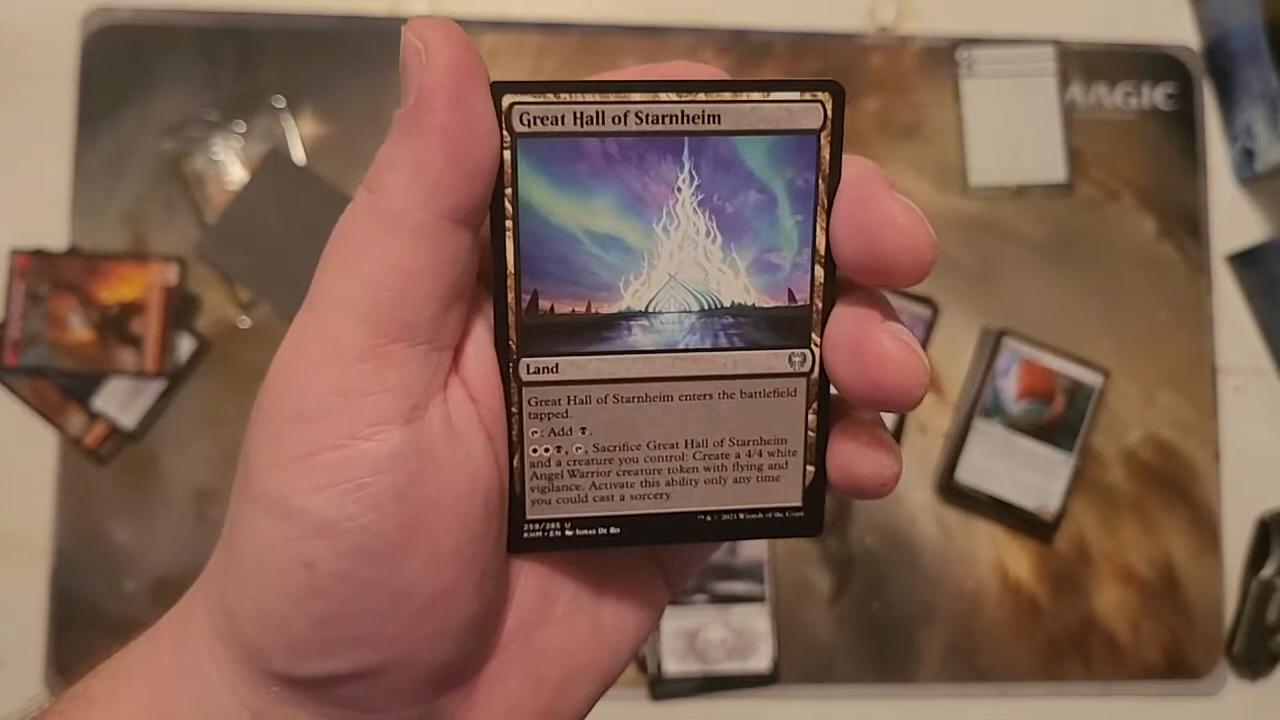 MAGIC
Great Hall of Starnheim
Land
Great Hall of Starnheim enters the battlefield
tapped.
: Add .
, , Sacrifice Great Hall of Starnheim
and a creature you control: Create a 4/4 white
Angel Warrior creature token with flying and
vigilance. Activate this ability only any time
you could cast a sorcery.
259/285 U
KHM • EN Jonas De Ro
™ & © 2021 Wizards of the Coast